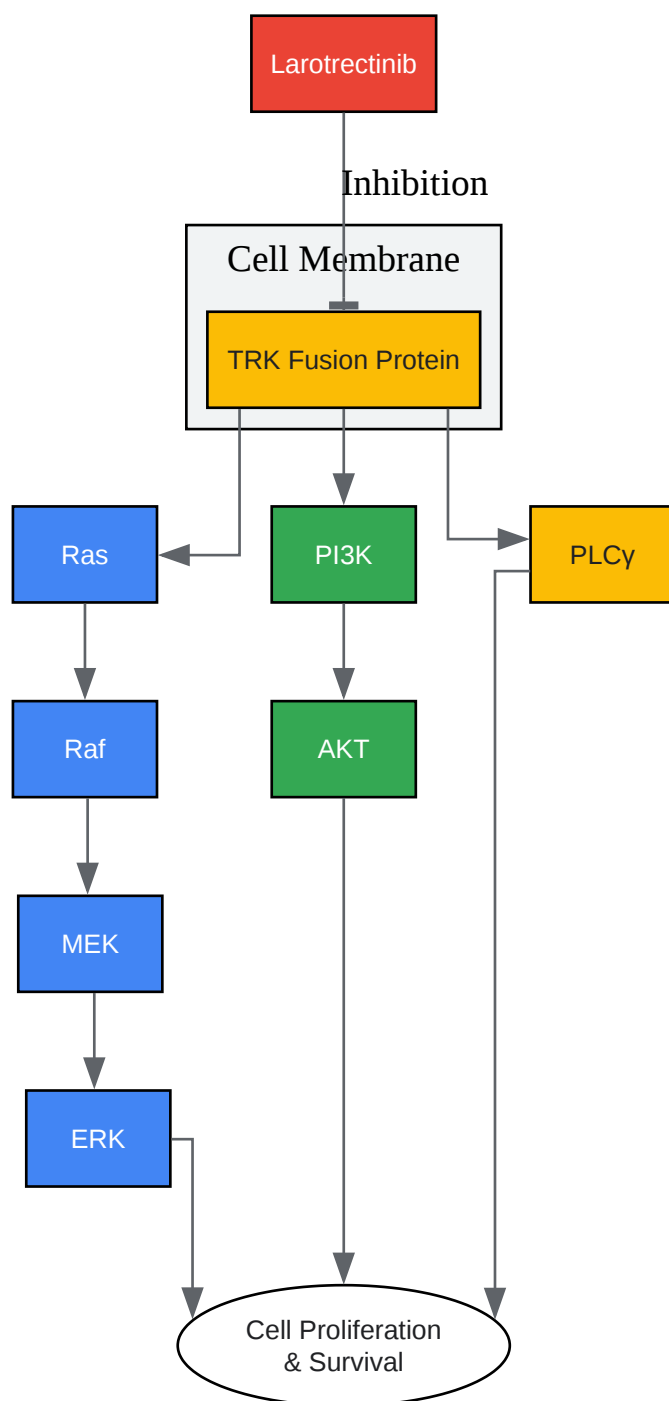 Larotrectinib
Inhibition
Cell Membrane
TRK Fusion Protein
Ras
PI3K
PLCγ
Raf
AKT
MEK
ERK
Cell Proliferation
& Survival